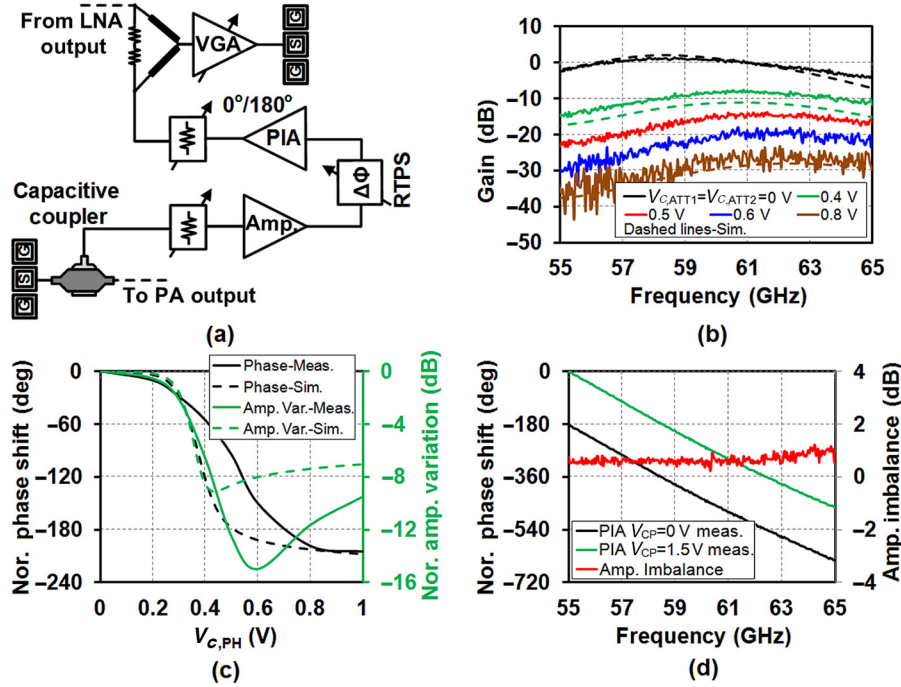 From LNA
output
VGA
G
S
G
0°/180°
PIA
ΔΦ
RTPS
Capacitive
coupler
Amp.
G
S
G
To PA output
(a)
Gain (dB)
10
0
−10
−20
−30
−40
−50
V_C,ATT1=V_C,ATT2=0 V
0.4 V
0.5 V
0.6 V
0.8 V
Dashed lines-Sim.
55 57 59 61 63 65
Frequency (GHz)
(b)
Nor. phase shift (deg)
0
−60
−120
−180
−240
Phase-Meas.
Phase-Sim.
Amp. Var.-Meas.
Amp. Var.-Sim.
0
−4
−8
−12
−16
Nor. amp. variation (dB)
0 0.2 0.4 0.6 0.8 1
V_C,PH (V)
(c)
Nor. phase shift (deg)
0
−180
−360
−540
−720
PIA V_CP=0 V meas.
PIA V_CP=1.5 V meas.
Amp. Imbalance
4
2
0
−2
−4
Amp. imbalance (dB)
55 57 59 61 63 65
Frequency (GHz)
(d)